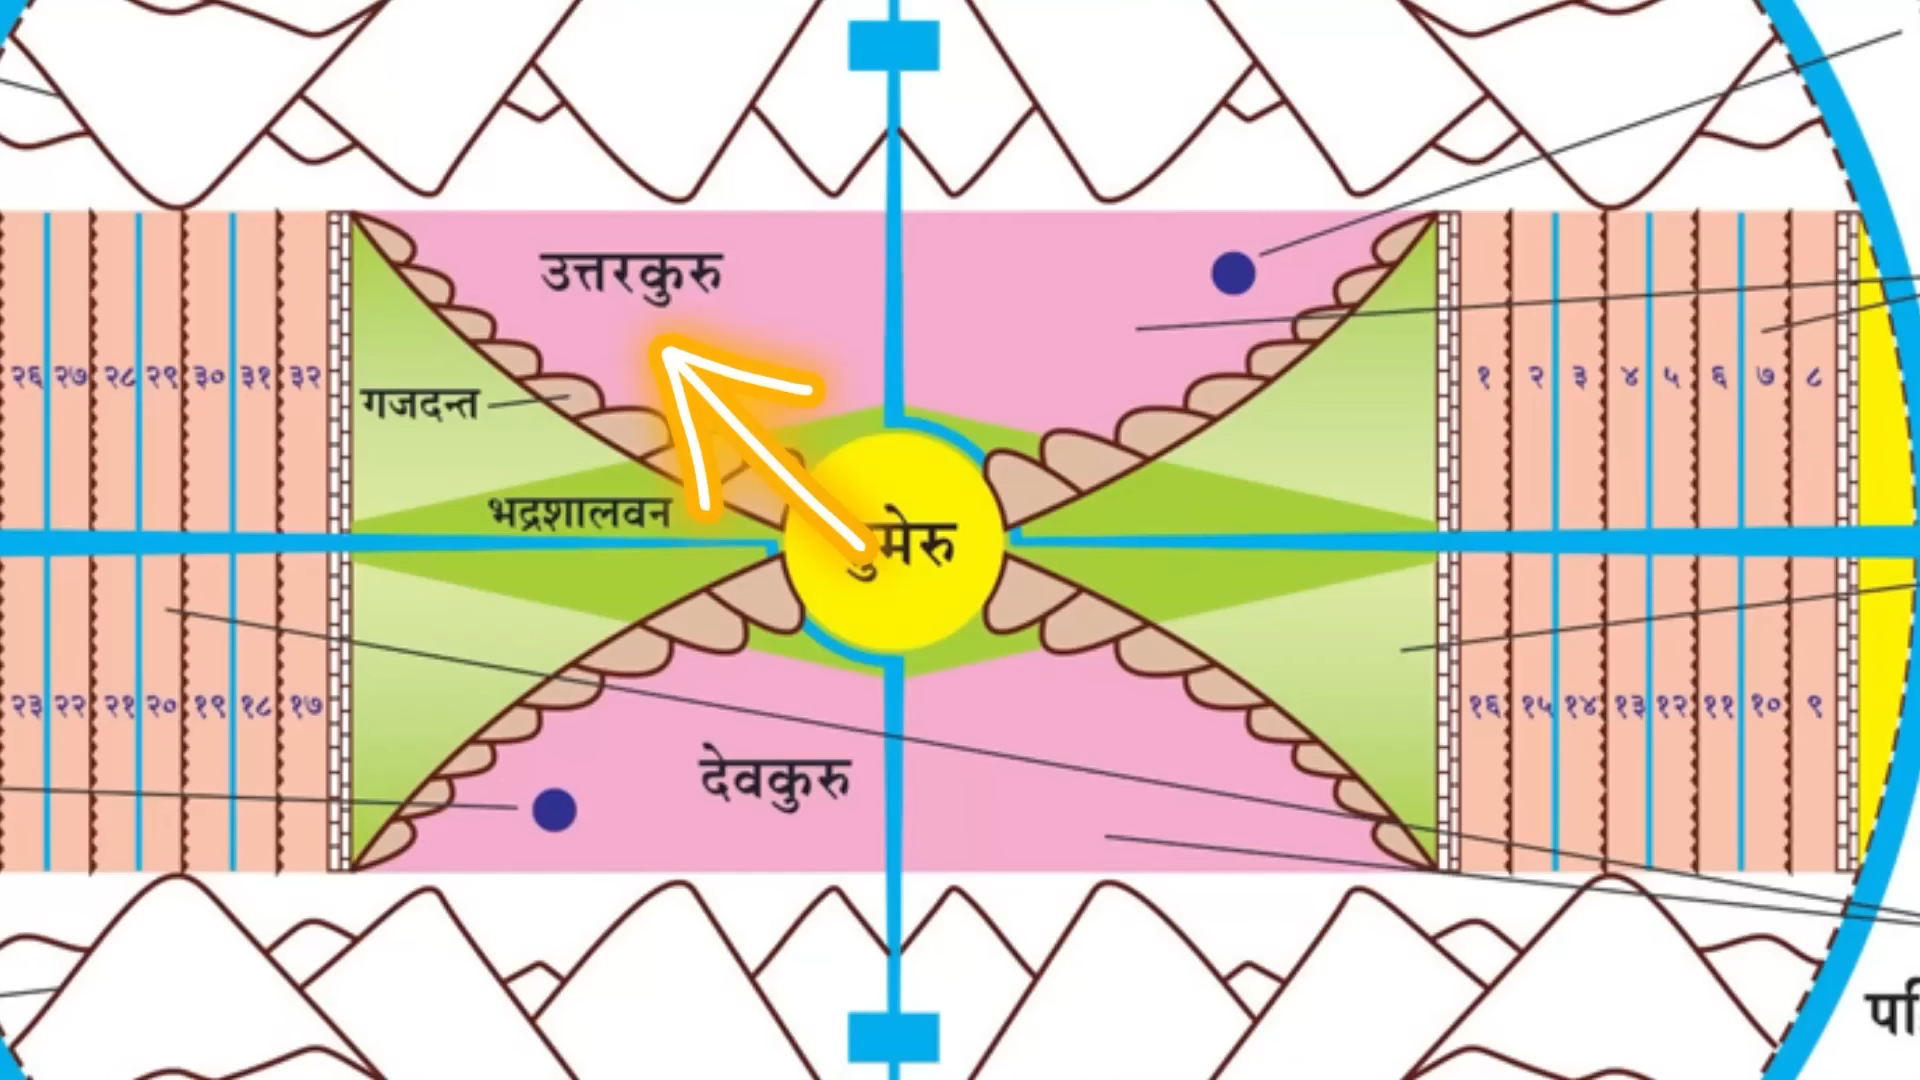 उत्तरकुरु
२६ २७ २८ २९ ३० ३१ ३२
गजदन्त
१ २ ३ ४ ५ ६ ७ ८
भद्रशालवन
२३ २२ २१ २० १९ १८ १७
१६ १५ १४ १३ १२ ११ १० ९
देवकुरु